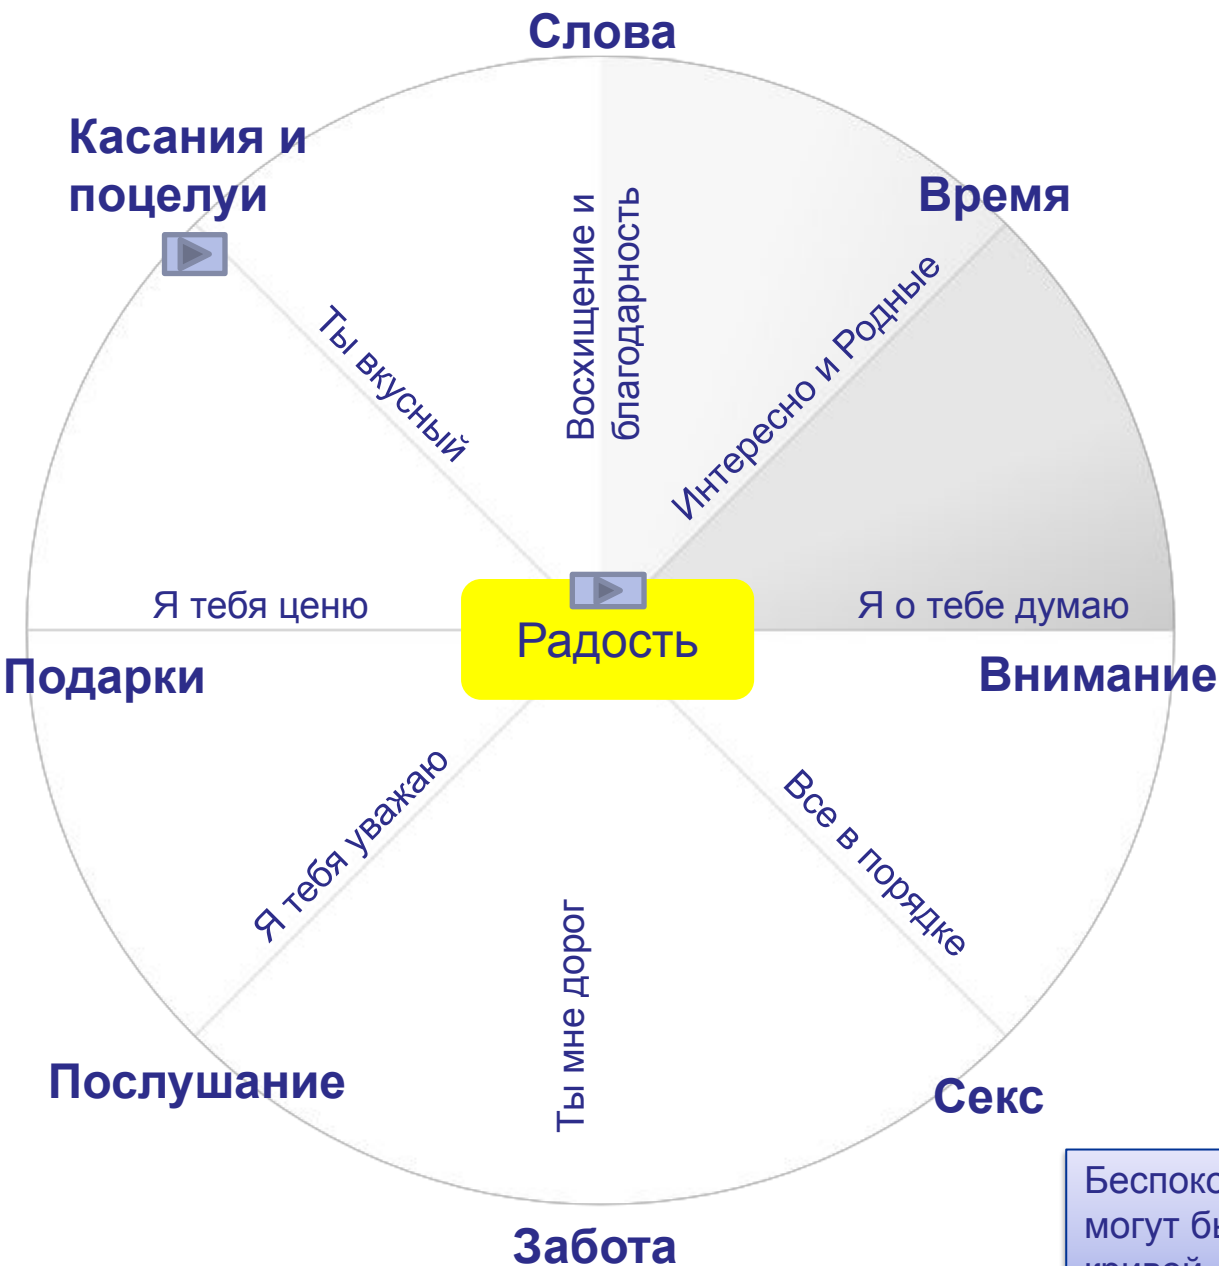 Слова
Касания и
поцелуи
Время
Восхищение и
благодарность
Ты вкусный
Интересно и Родные
Я тебя ценю
Радость
Я о тебе думаю
Подарки
Внимание
Я тебя уважаю
Все в порядке
Ты мне дорог
Послушание
Секс
могут
Забота
кривой